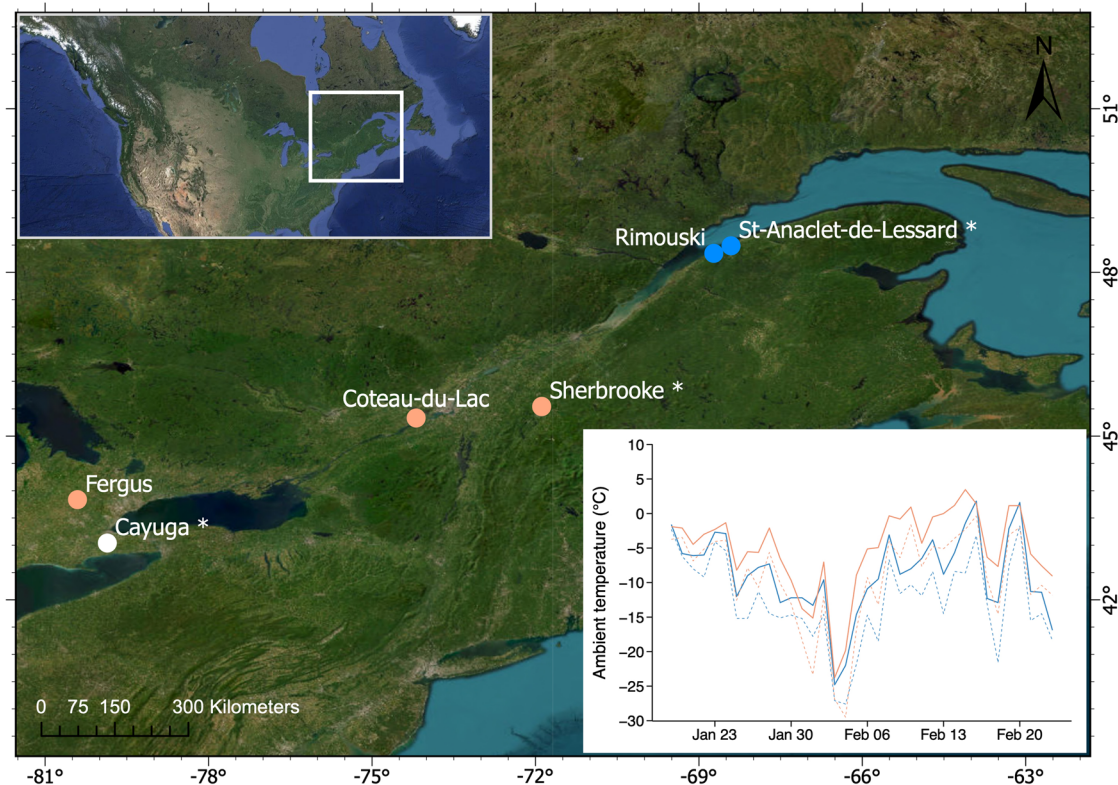 N
51°
Rimouski
St-Anaclet-de-Lessard *
48°
Coteau-du-Lac
Sherbrooke *
45°
Fergus
Cayuga *
42°
Ambient temperature (°C)
10
5
0
−5
−10
−15
−20
−25
−30
Jan 23 Jan 30 Feb 06 Feb 13 Feb 20
0 75 150 300 Kilometers
-81° -78° -75° -72° -69° -66° -63°